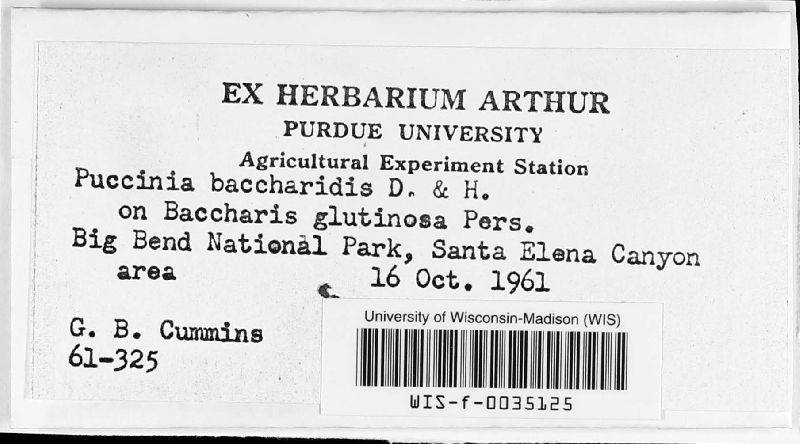 EX HERBARIUM ARTHUR
PURDUE UNIVERSITY
Agricultural Experiment Station
Puccinia baccharidis D. & H.
on Baccharis glutinosa Pers.
Big Bend National Park, Santa Elena Canyon
area 16 Oct. 1961
G. B. Cummins
61-325
University of Wisconsin-Madison (WIS)
WIS-f-0035125